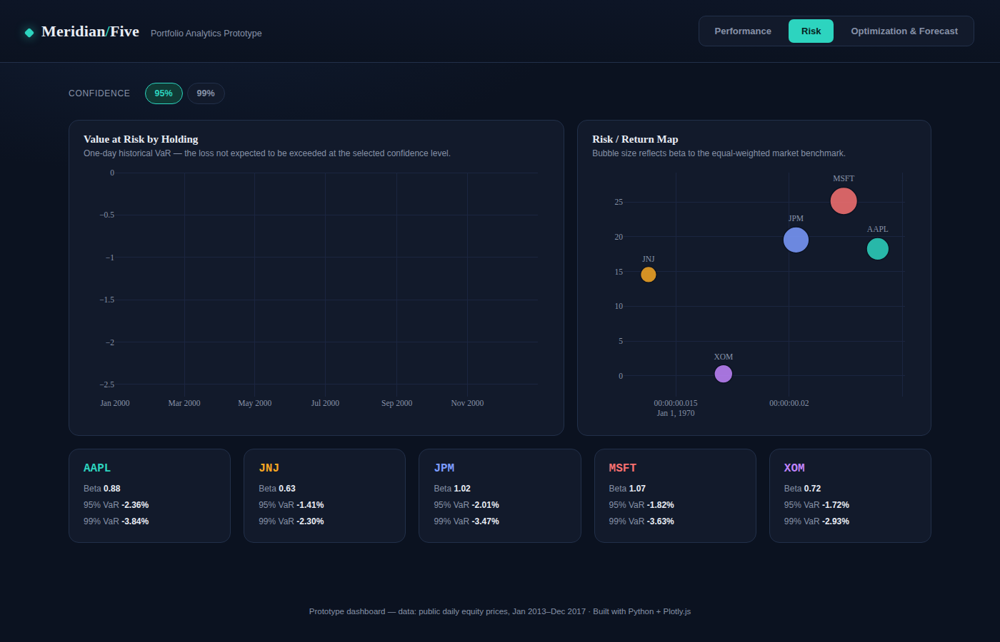 Meridian/Five Portfolio Analytics Prototype
Performance Risk Optimization & Forecast
CONFIDENCE 95% 99%
Value at Risk by Holding
One-day historical VaR — the loss not expected to be exceeded at the selected confidence level.
0
−0.5
−1
−1.5
−2
−2.5
Jan 2000 Mar 2000 May 2000 Jul 2000 Sep 2000 Nov 2000
Risk / Return Map
Bubble size reflects beta to the equal-weighted market benchmark.
MSFT
25
JPM
AAPL
20
JNJ
15
10
5
XOM
0
00:00:00.015 00:00:00.02
Jan 1, 1970
AAPL
Beta 0.88
95% VaR -2.36%
99% VaR -3.84%
JNJ
Beta 0.63
95% VaR -1.41%
99% VaR -2.30%
JPM
Beta 1.02
95% VaR -2.01%
99% VaR -3.47%
MSFT
Beta 1.07
95% VaR -1.82%
99% VaR -3.63%
XOM
Beta 0.72
95% VaR -1.72%
99% VaR -2.93%
Prototype dashboard — data: public daily equity prices, Jan 2013–Dec 2017 · Built with Python + Plotly.js